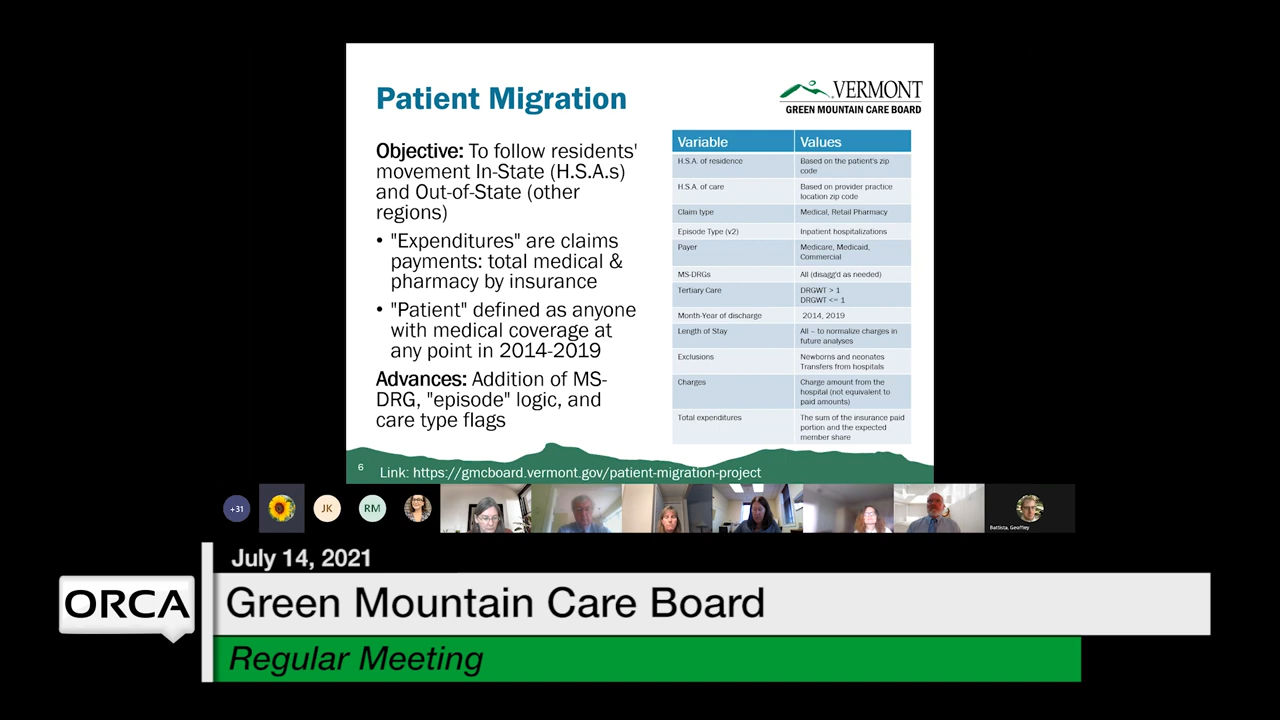 Patient Migration
VERMONT
GREEN MOUNTAIN CARE BOARD
Objective: To follow residents'
movement In-State (H.S.A.s)
and Out-of-State (other
regions)
• "Expenditures" are claims
payments: total medical &
pharmacy by insurance
• "Patient" defined as anyone
with medical coverage at
any point in 2014-2019
Advances: Addition of MS-
DRG, "episode" logic, and
care type flags
Variable Values
H.S.A. of residence Based on the patient's zip
code
H.S.A. of care Based on provider practice
location zip code
Claim type Medical, Retail Pharmacy
Episode Type (v2) Inpatient hospitalizations
Payer Medicare, Medicaid,
Commercial
MS-DRGs All (disagg'd as needed)
Tertiary Care DRGWT > 1
DRGWT <= 1
Month-Year of discharge 2014, 2019
Length of Stay All – to normalize charges in
future analyses
Exclusions Newborns and neonates
Transfers from hospitals
Charges Charge amount from the
hospital (not equivalent to
paid amounts)
Total expenditures The sum of the insurance paid
portion and the expected
member share
6 Link: https://gmcboard.vermont.gov/patient-migration-project
+31 JK RM
Battista, Geoffrey
July 14, 2021
ORCA
Green Mountain Care Board
Regular Meeting